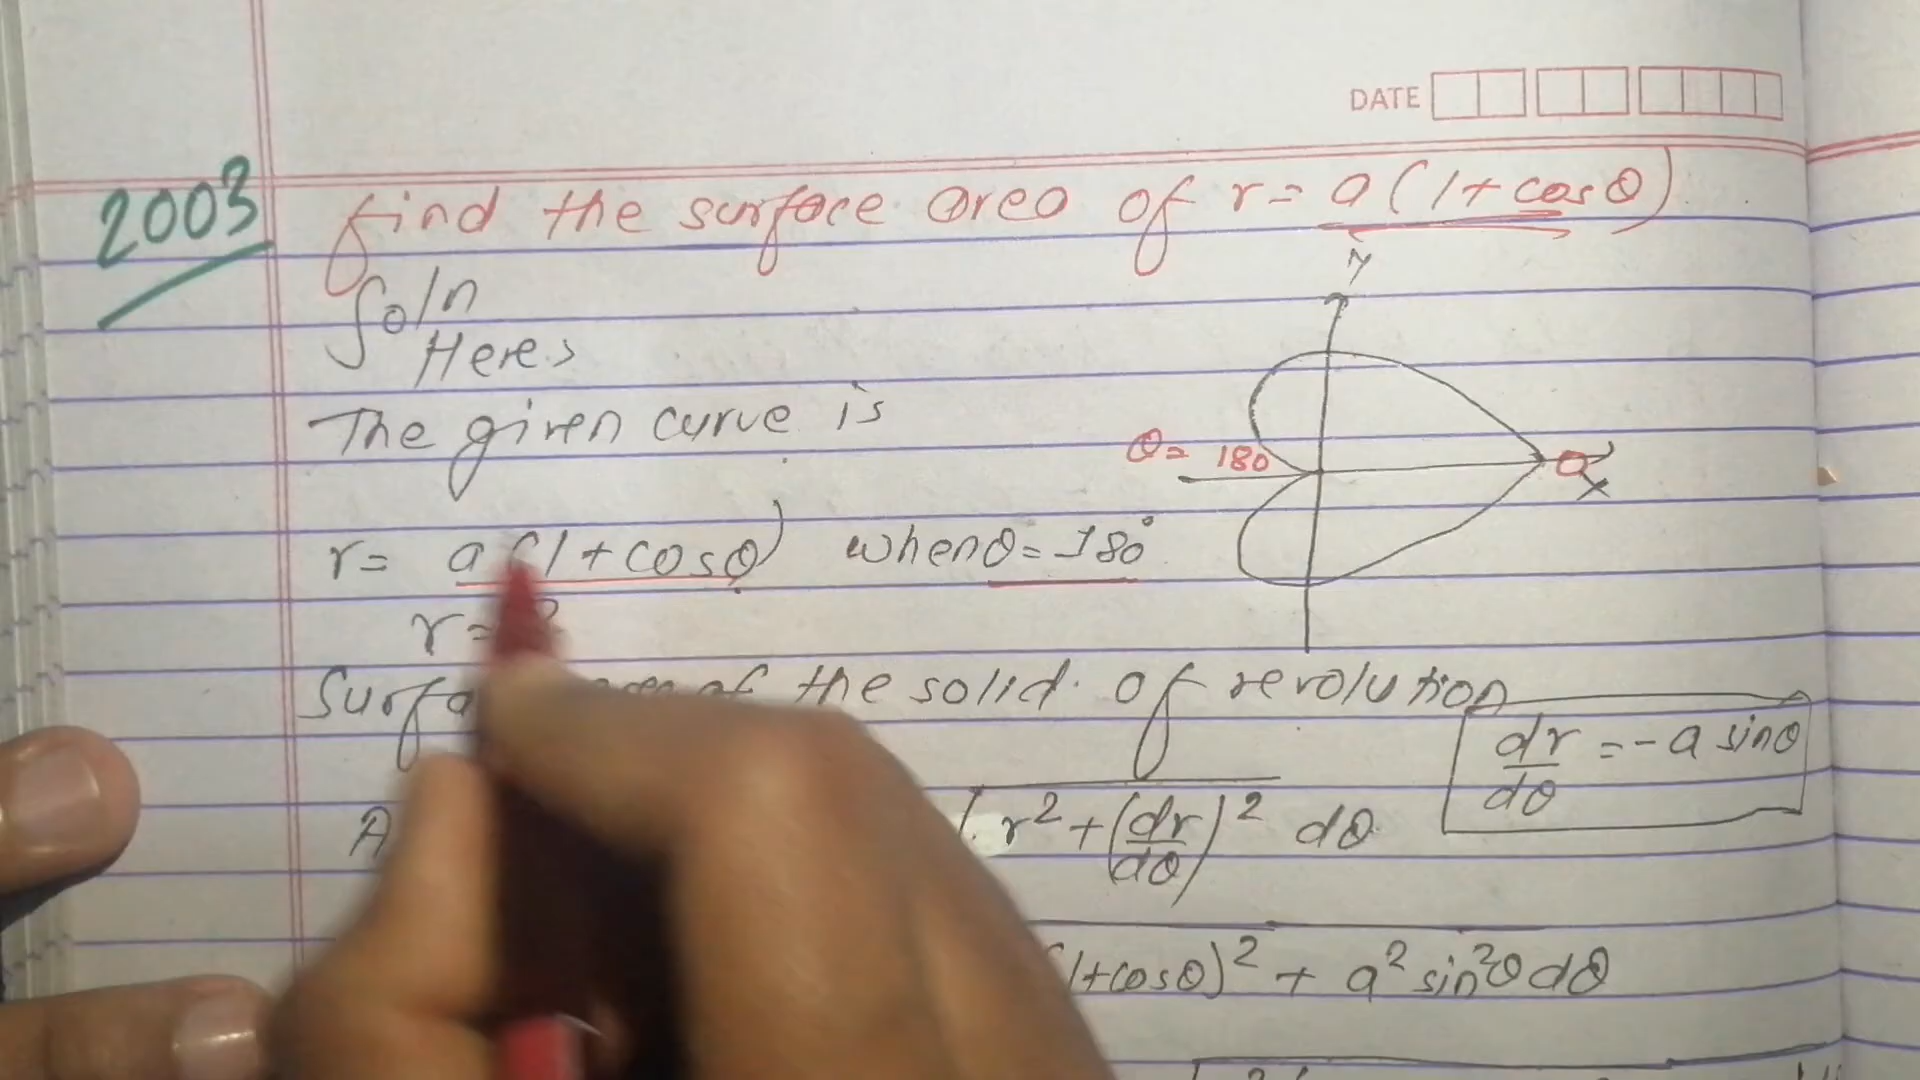 DATE
2003
find the surface area of r = a(1+cosθ)
Soln
Here,
The given curve is
y
θ = 180
x
r = a(1+cosθ) when θ = 180°
r =
of the solid of revolution
dr/dθ = -a sinθ
A
r² + (dr/dθ)² dθ
1+cosθ)² + a² sin²θ dθ